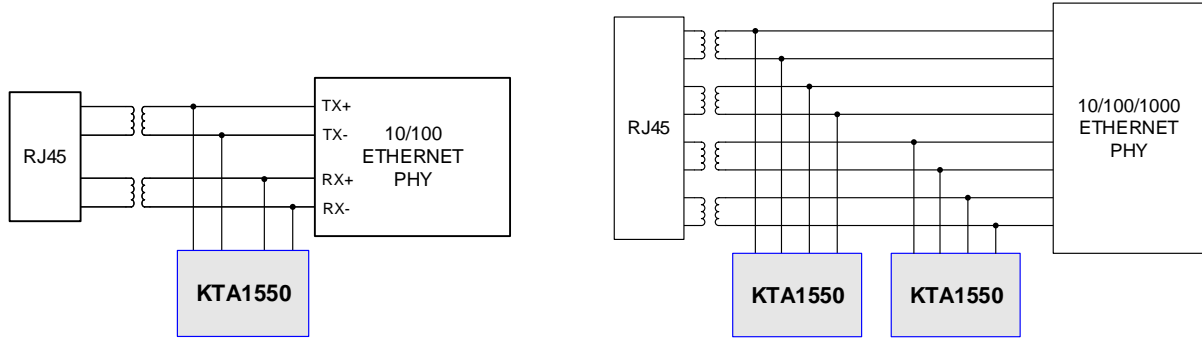 RJ45
TX+
TX-
RX+
RX-
10/100
ETHERNET
PHY
KTA1550
RJ45
10/100/1000
ETHERNET
PHY
KTA1550
KTA1550